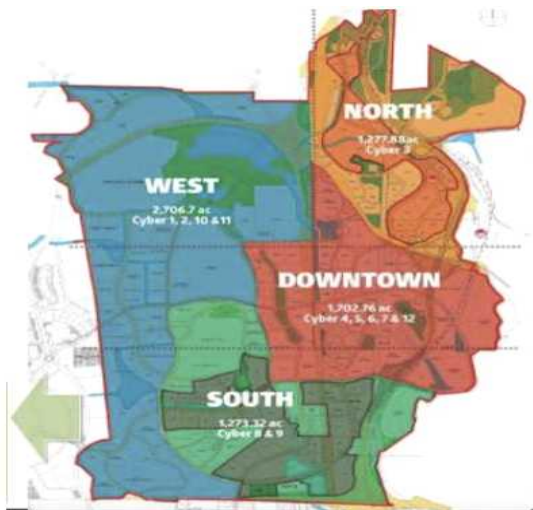 NORTH
1,277.88ac
Cyber 3
WEST
2,706.7 ac
Cyber 1, 2, 10 & 11
DOWNTOWN
1,702.76 ac
Cyber 4, 5, 6, 7 & 12
SOUTH
1,273.32 ac
Cyber 8 & 9